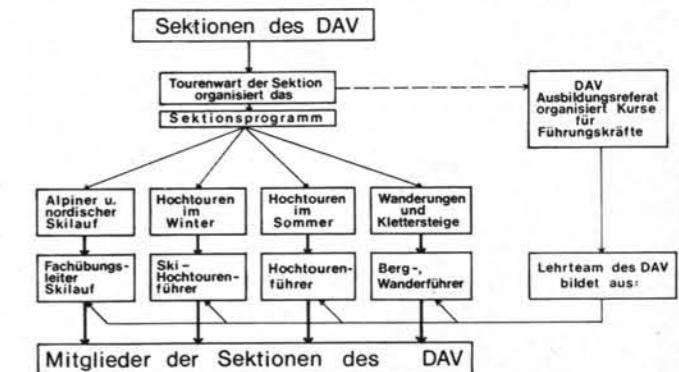 Sektionen des DAV
Tourenwart der Sektion
organisiert das
Sektionsprogramm
DAV
Ausbildungsreferat
organisiert Kurse
für
Führungskräfte
Alpiner u.
nordischer
Skilauf
Hochtouren
im
Winter
Hochtouren
im
Sommer
Wanderungen
und
Klettersteige
Fachübungs-
leiter
Skilauf
Ski-
Hochtouren-
führer
Hochtouren-
führer
Berg-,
Wanderführer
Lehrteam des DAV
bildet aus:
Mitglieder der Sektionen des DAV